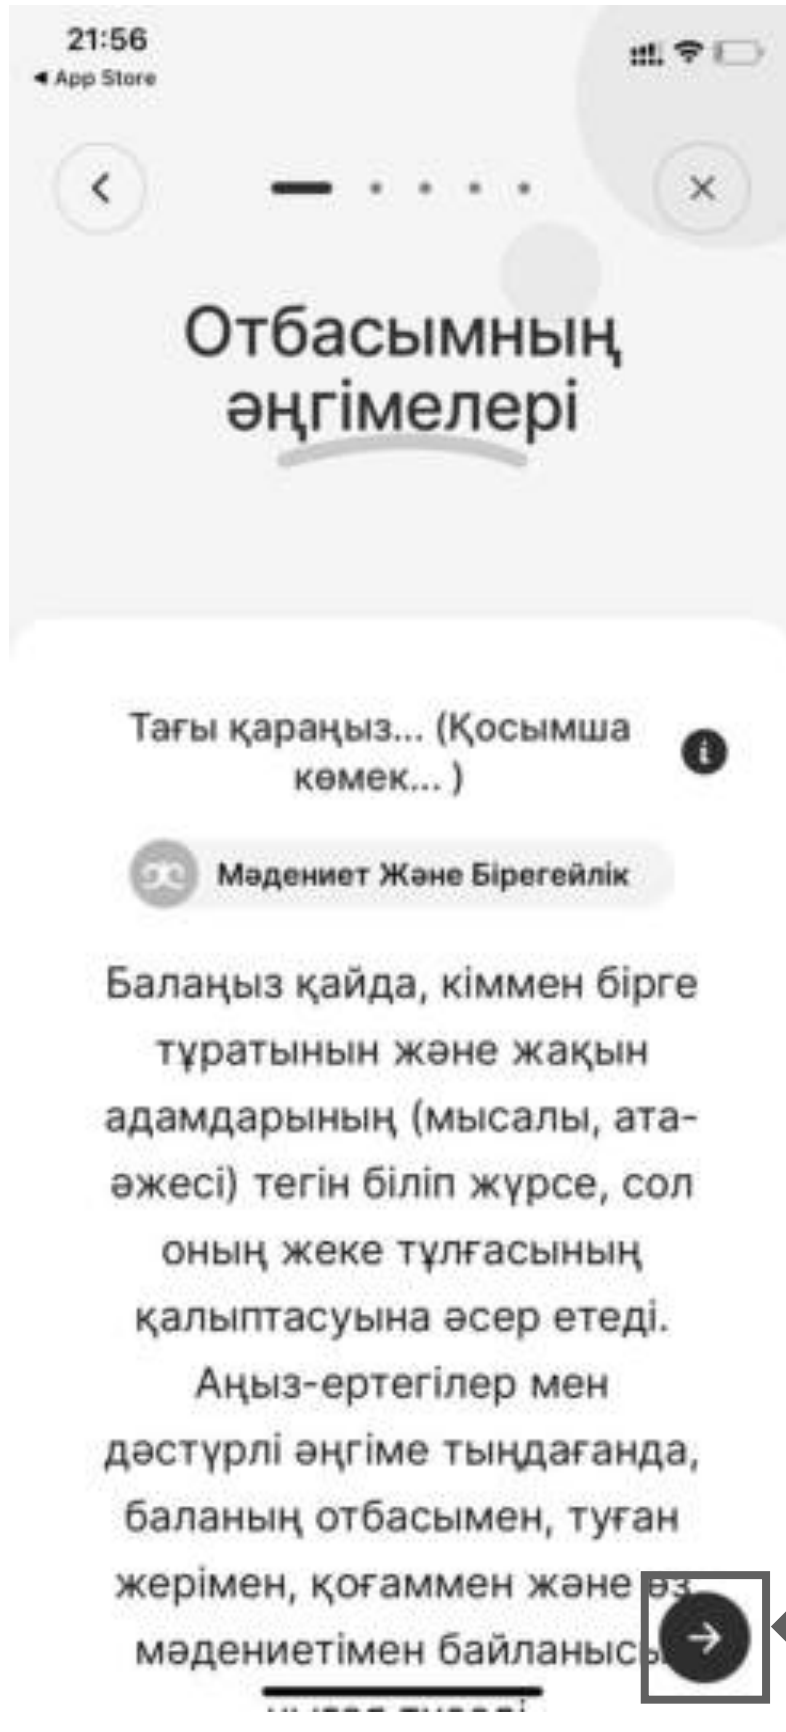 21:56
App Store
Отбасымның
әңгімелері
Тағы қараңыз... (Қосымша
көмек... )
Мәдениет Және Бірегейлік
Балаңыз қайда, кіммен бірге
тұратынын және жақын
адамдарының (мысалы, ата-
әжесі) тегін біліп жүрсе, сол
оның жеке тұлғасының
қалыптасуына әсер етеді.
Аңыз-ертегілер мен
дәстүрлі әңгіме тыңдағанда,
баланың отбасымен, туған
жерімен, қоғаммен және өз
мәдениетімен байланысы